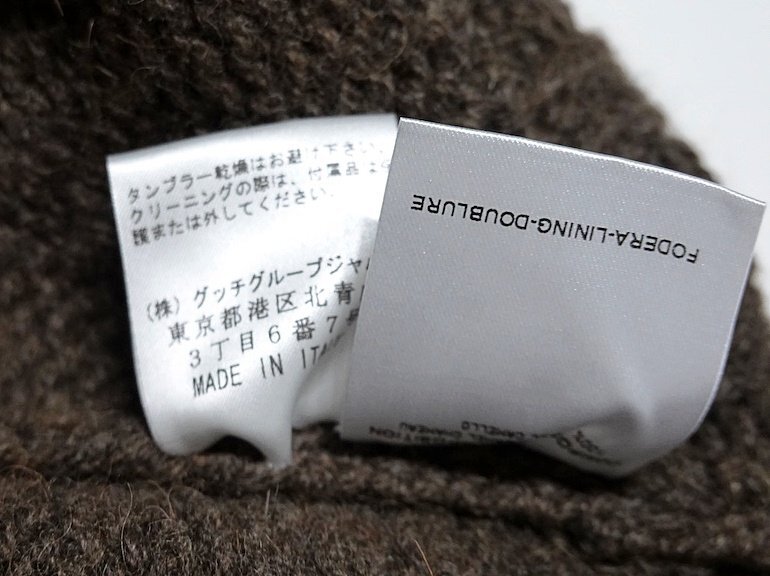 タンブラー乾燥はお避け下さい。
クリーニングの際は、付属品は
護または外してください。
(株) グッチグループジャ
東京都港区北青
3丁目6番7
MADE IN ITA
FODERA-LINING-DOUBLURE